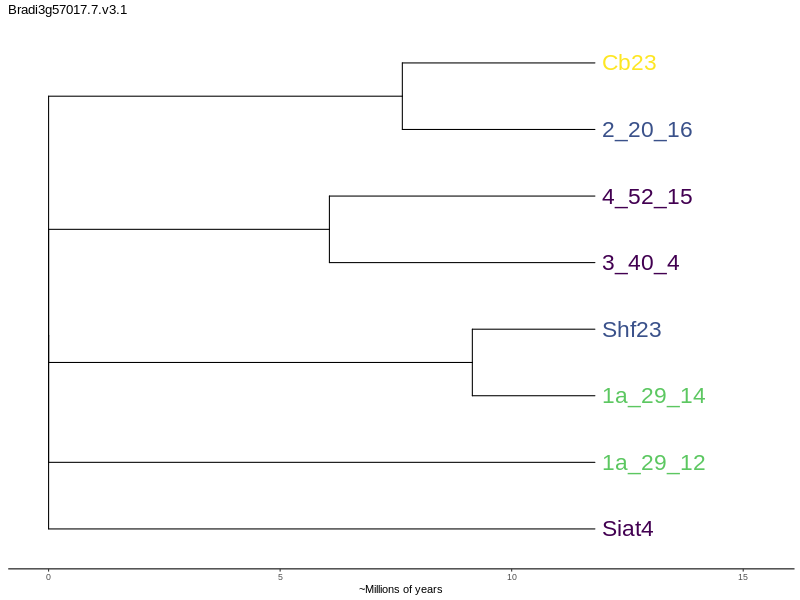 Bradi3g57017.7.v3.1
Cb23
2_20_16
4_52_15
3_40_4
Shf23
1a_29_14
1a_29_12
Siat4
0 5 10 15
~Millions of years